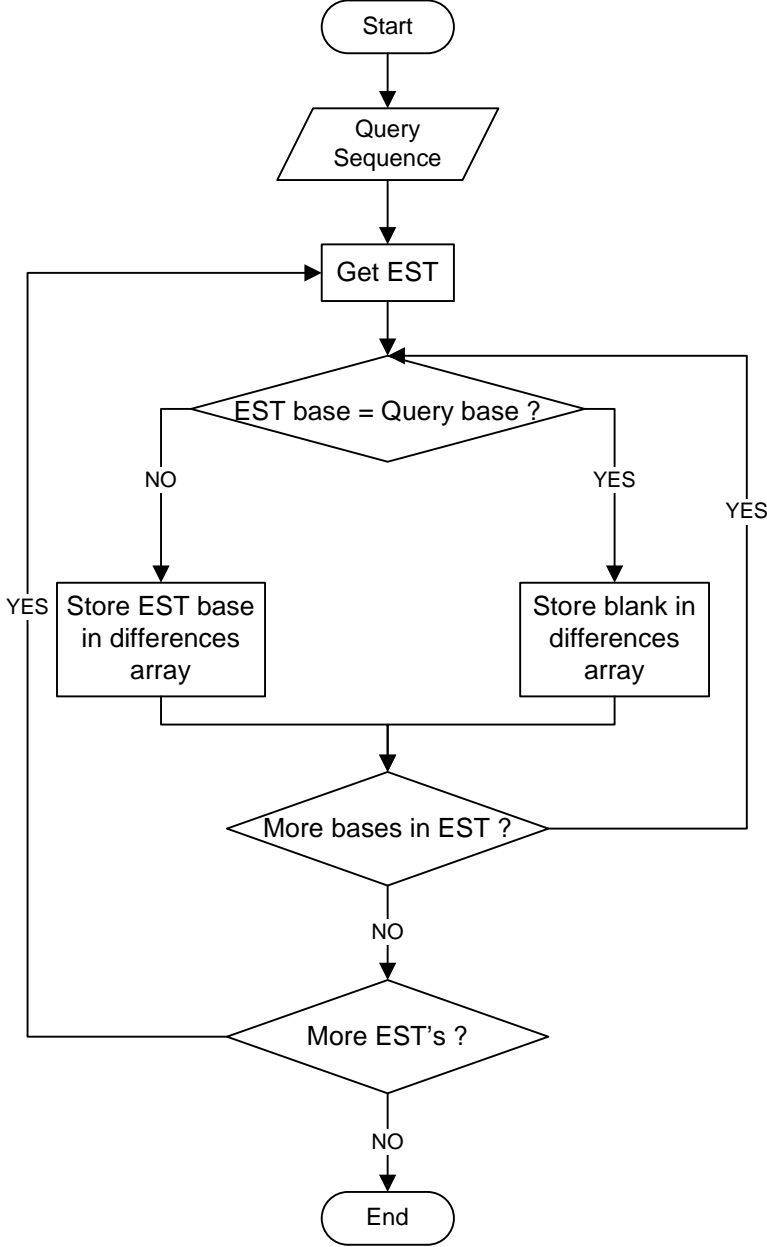 Start
Query
Sequence
Get EST
EST base = Query base ?
NO
YES
YES
YES
Store EST base
in differences
array
Store blank in
differences
array
More bases in EST ?
NO
More EST's ?
NO
End